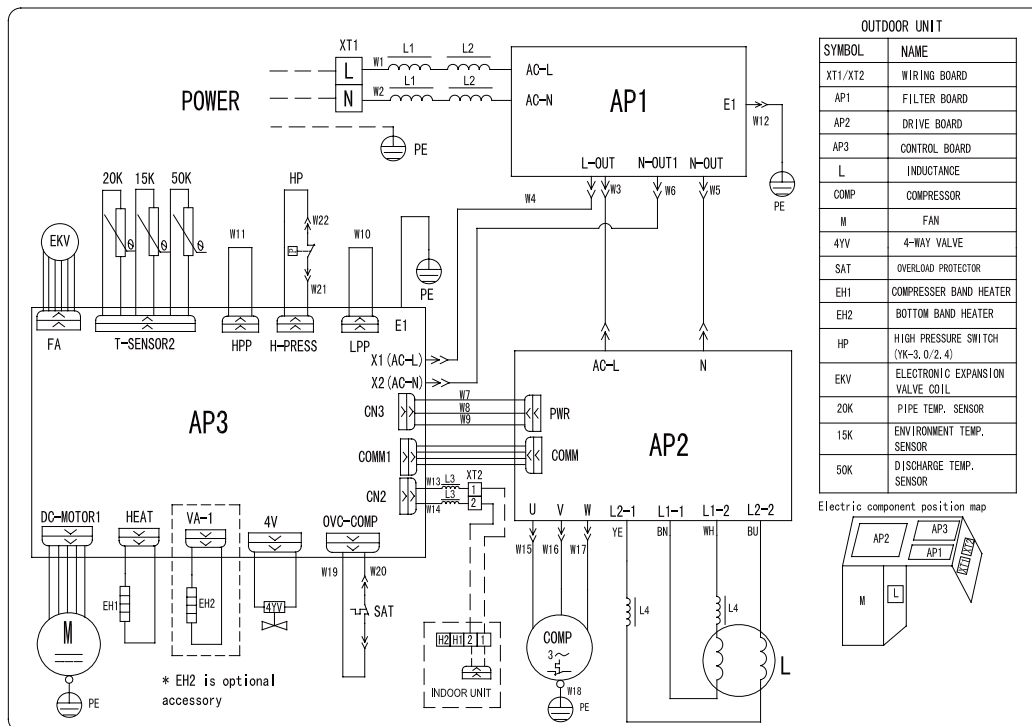 OUTDOOR UNIT
SYMBOL NAME
XT1/XT2 WIRING BOARD
AP1 FILTER BOARD
AP2 DRIVE BOARD
AP3 CONTROL BOARD
L INDUCTANCE
COMP COMPRESSOR
M FAN
4YV 4-WAY VALVE
SAT OVERLOAD PROTECTOR
EH1 COMPRESSER BAND HEATER
EH2 BOTTOM BAND HEATER
HP HIGH PRESSURE SWITCH
(YK-3.0/2.4)
EKV ELECTRONIC EXPANSION
VALVE COIL
20K PIPE TEMP. SENSOR
15K ENVIRONMENT TEMP.
SENSOR
50K DISCHARGE TEMP.
SENSOR
Electric component position map
AP2 AP3
AP1
XT1 XT2
M L
XT1 L1 L2
W1
L AC-L
L1 L2
W2
N AC-N
POWER
PE
AP1
E1
W12
PE
L-OUT N-OUT1 N-OUT
W4 W3 W6 W5
20K 15K 50K HP
θ θ θ
EKV
W11 W22 W10
P
W21
PE
FA T-SENSOR2 HPP H-PRESS LPP E1
X1(AC-L)
X2(AC-N)
AP3
CN3 W7 PWR
W8
W9
COMM1 COMM
CN2 W13 L3 XT2
1
W14 L3 2
AC-L N
AP2
U V W L2-1 L1-1 L1-2 L2-2
W15 W16 W17 YE BN WH BU
L4 L4
COMP
3~
W18
PE
L
DC-MOTOR1 HEAT VA-1 4V OVC-COMP
W19 W20
EH1 EH2 4YV SAT
M
PE
* EH2 is optional
accessory
H2 H1 2 1
INDOOR UNIT